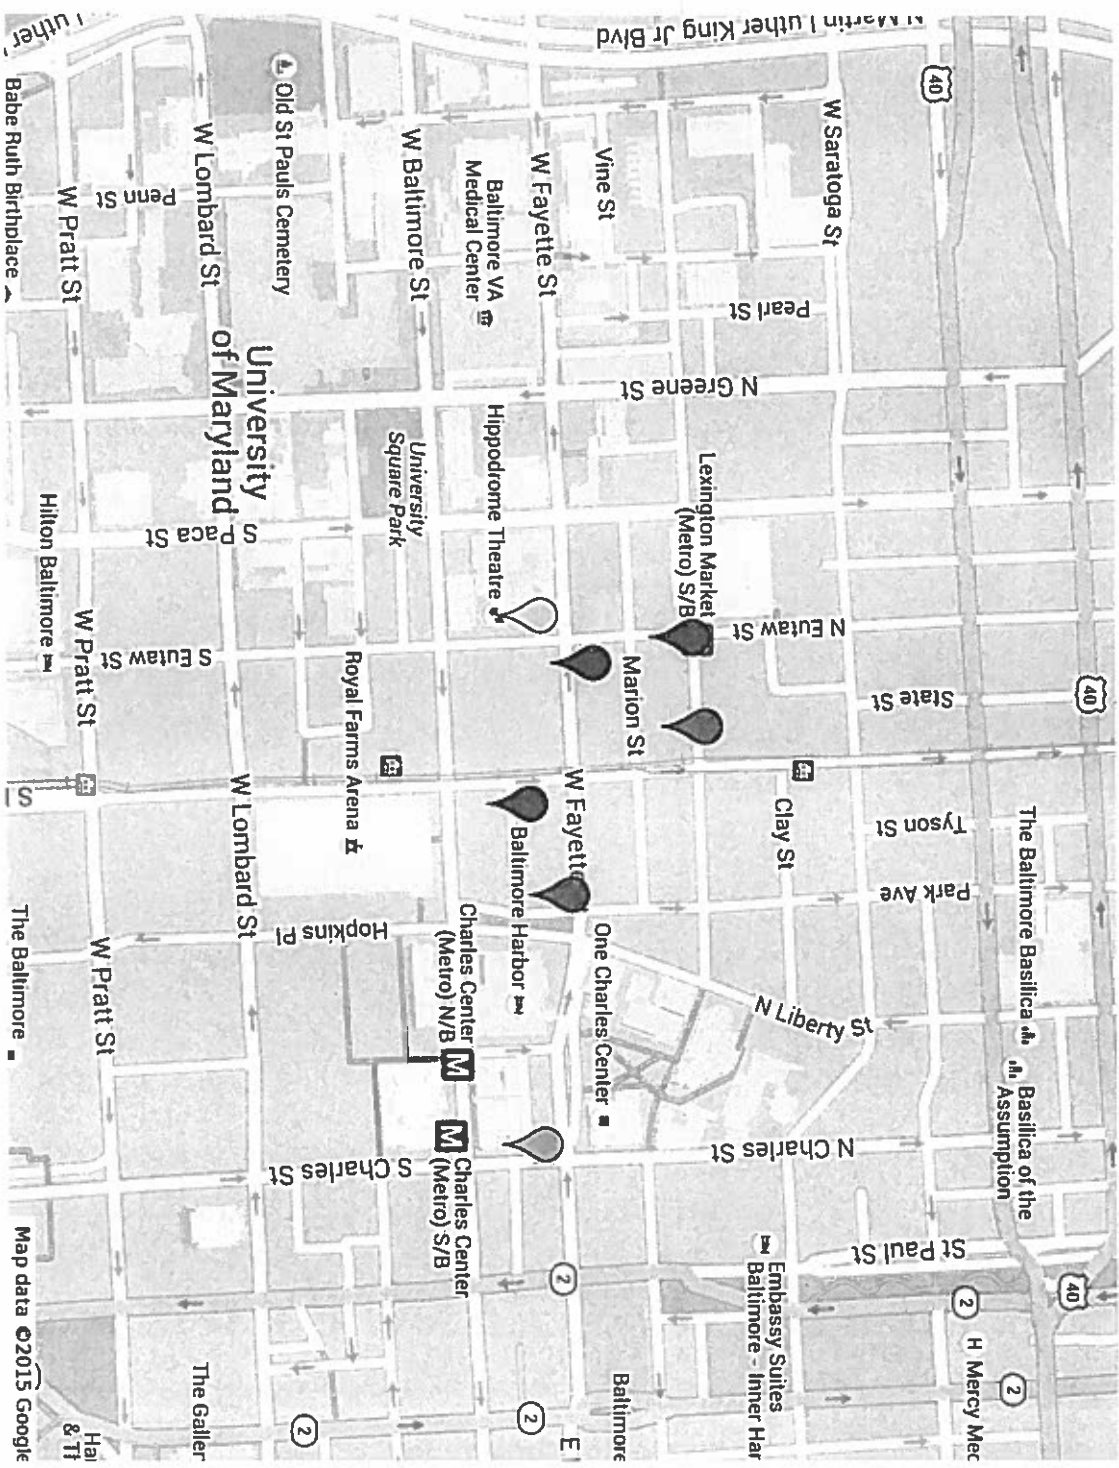 N Martin Luther King Jr Blvd
40
W Saratoga St
Vine St
W Fayette St
Baltimore VA
Medical Center
W Baltimore St
Old St Pauls Cemetery
W Lombard St
Penn St
W Pratt St
Babe Ruth Birthplace
Luther
Pearl St
N Greene St
University
of Maryland
University
Square Park
Hippodrome Theatre
Lexington Market
(Metro) S/B
S Paca St
Hilton Baltimore
W Pratt St
S Eutaw St
N Eutaw St
State St
40
Marion St
Royal Farms Arena
W Fayette
Clay St
Tyson St
Park Ave
The Baltimore Basilica
Basilica of the
Assumption
W Lombard St
Baltimore Harbor
Hopkins Pl
Charles Center
(Metro) N/B
M
One Charles Center
N Liberty St
W Pratt St
The Baltimore
M
Charles Center
(Metro) S/B
S Charles St
N Charles St
St Paul St
40
2
2
2
2
2
Embassy Suites
Baltimore - Inner Har
H Mercy Med
Baltimore
E
The Galler
Map data ©2015 Google
Har